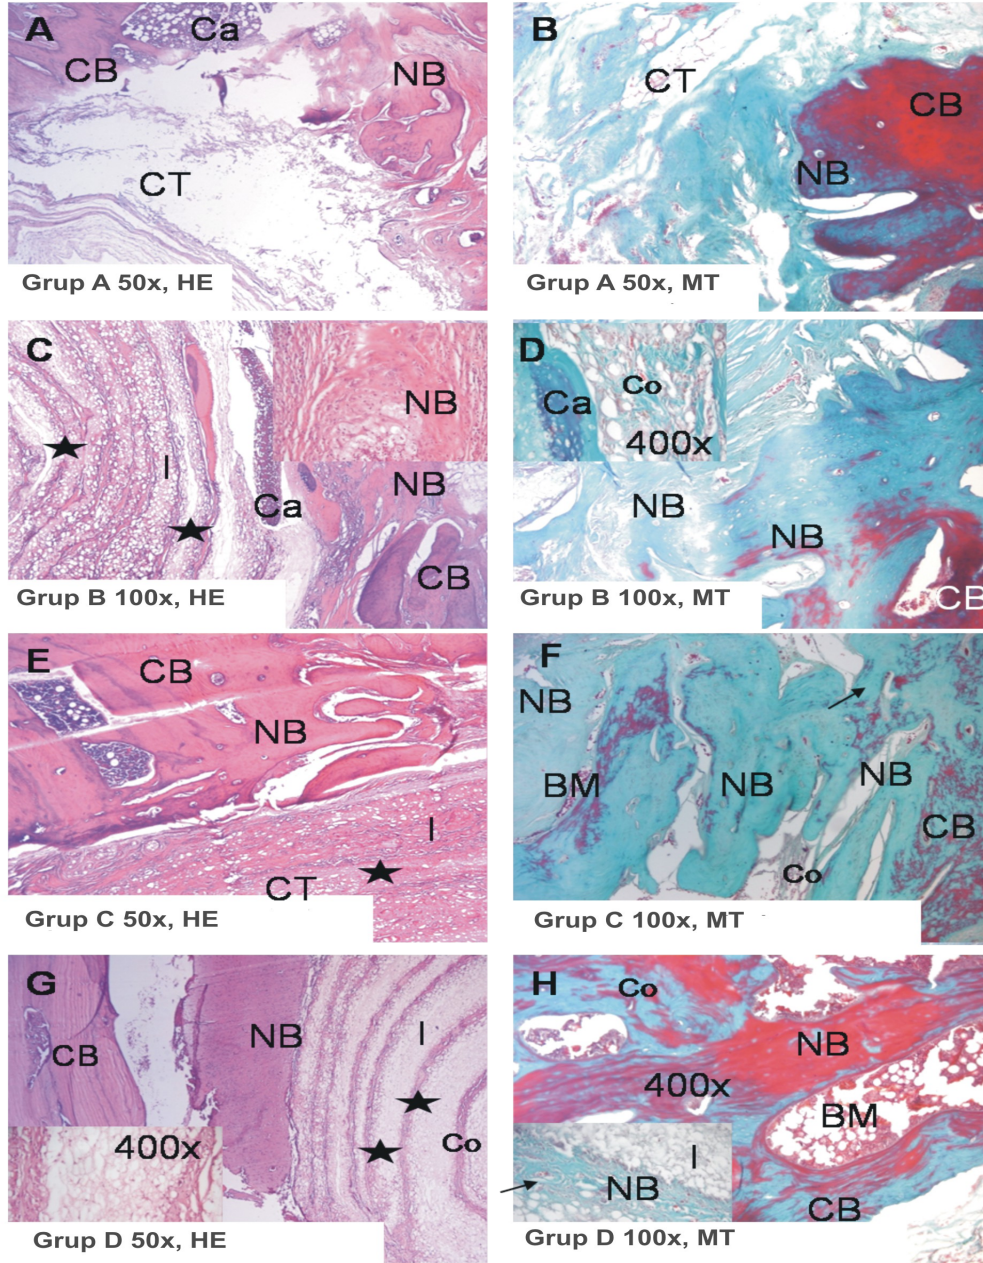 A
Ca
CB
NB
CT
Grup A 50x, HE
B
CT
CB
NB
Grup A 50x, MT
C
NB
I
Ca
NB
CB
Grup B 100x, HE
D
Co
Ca
400x
NB
NB
CB
Grup B 100x, MT
E
CB
NB
I
CT
Grup C 50x, HE
F
NB
BM
NB
NB
CB
Co
Grup C 100x, MT
G
NB
I
CB
400x
Co
Grup D 50x, HE
H
Co
NB
400x
BM
I
NB
CB
Grup D 100x, MT